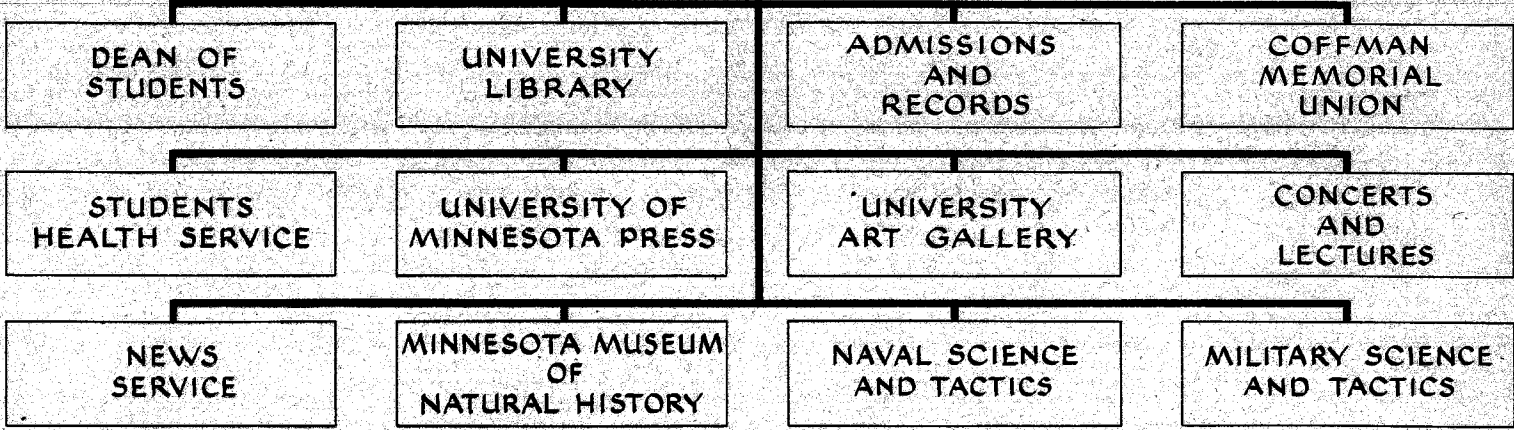 DEAN OF
STUDENTS
UNIVERSITY
LIBRARY
ADMISSIONS
AND
RECORDS
COFFMAN
MEMORIAL
UNION
STUDENTS
HEALTH SERVICE
UNIVERSITY OF
MINNESOTA PRESS
UNIVERSITY
ART GALLERY
CONCERTS
AND
LECTURES
NEWS
SERVICE
MINNESOTA MUSEUM
OF
NATURAL HISTORY
NAVAL SCIENCE
AND TACTICS
MILITARY SCIENCE
AND TACTICS